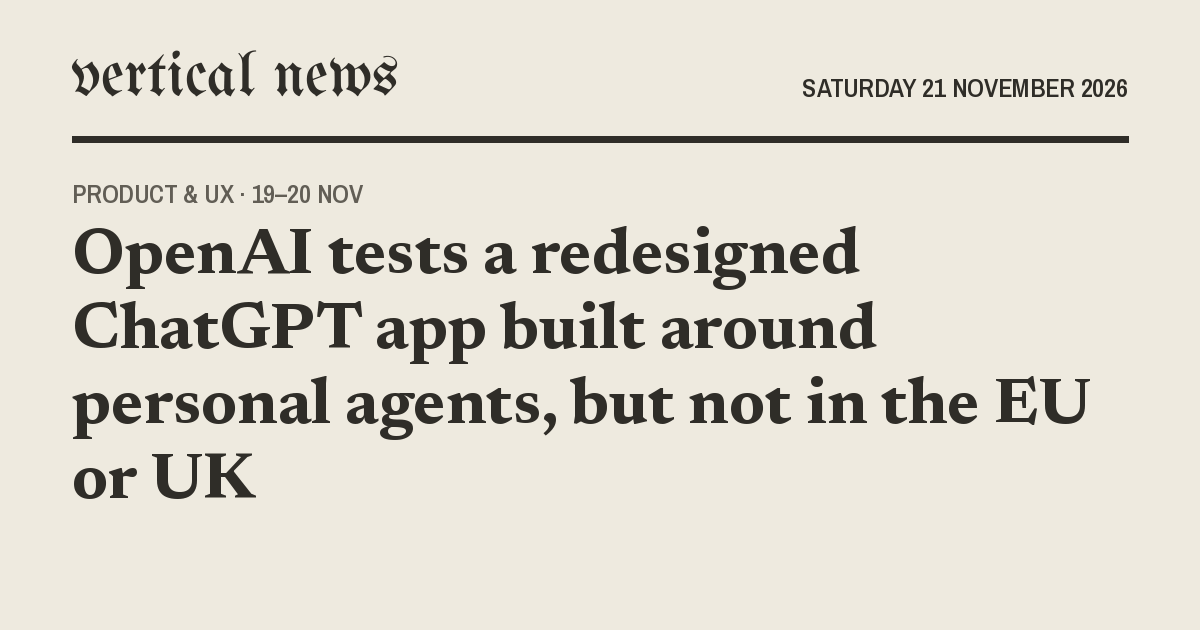 vertical news
SATURDAY 21 NOVEMBER 2026
PRODUCT & UX · 19–20 NOV
OpenAI tests a redesigned
ChatGPT app built around
personal agents, but not in the EU
or UK